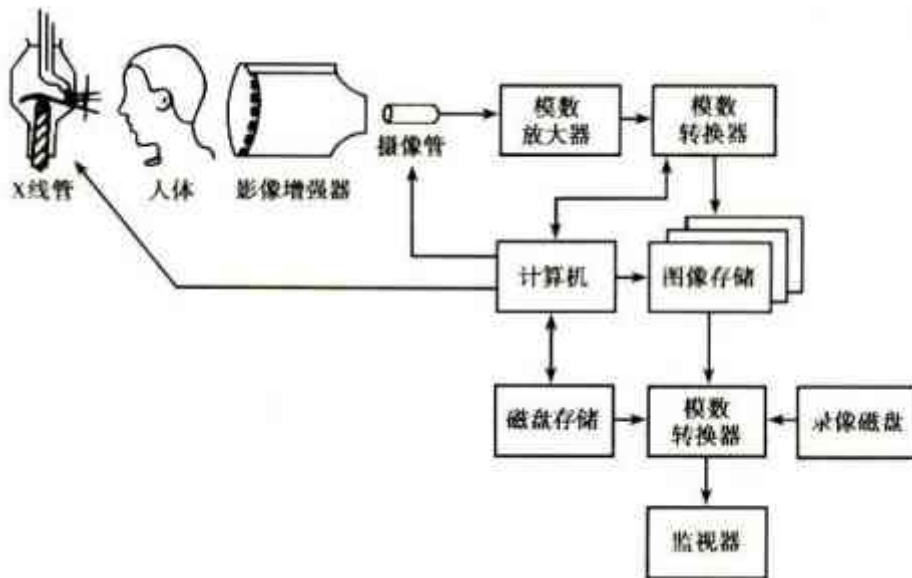 模数
放大器
模数
转换器
摄像管
X线管
人体
影像增强器
计算机
图像存储
磁盘存储
模数
转换器
录像磁盘
监视器